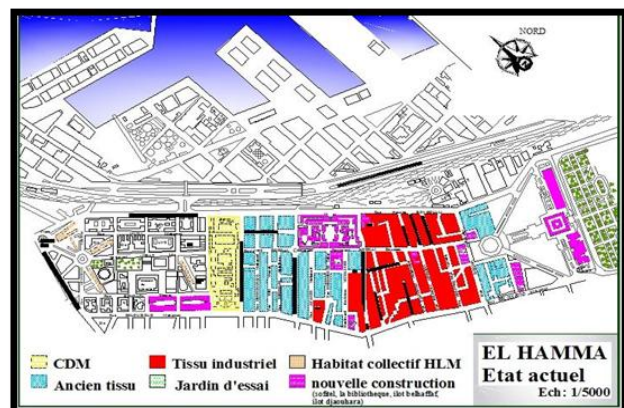 NORD
CDM
Tissu industriel
Habitat collectif HLM
Ancien tissu
Jardin d'essai
nouvelle construction
(sofitel, la bibliotheque, ilot belhaffaf,
ilot djaouhara)
EL HAMMA
Etat actuel
Ech: 1/5000